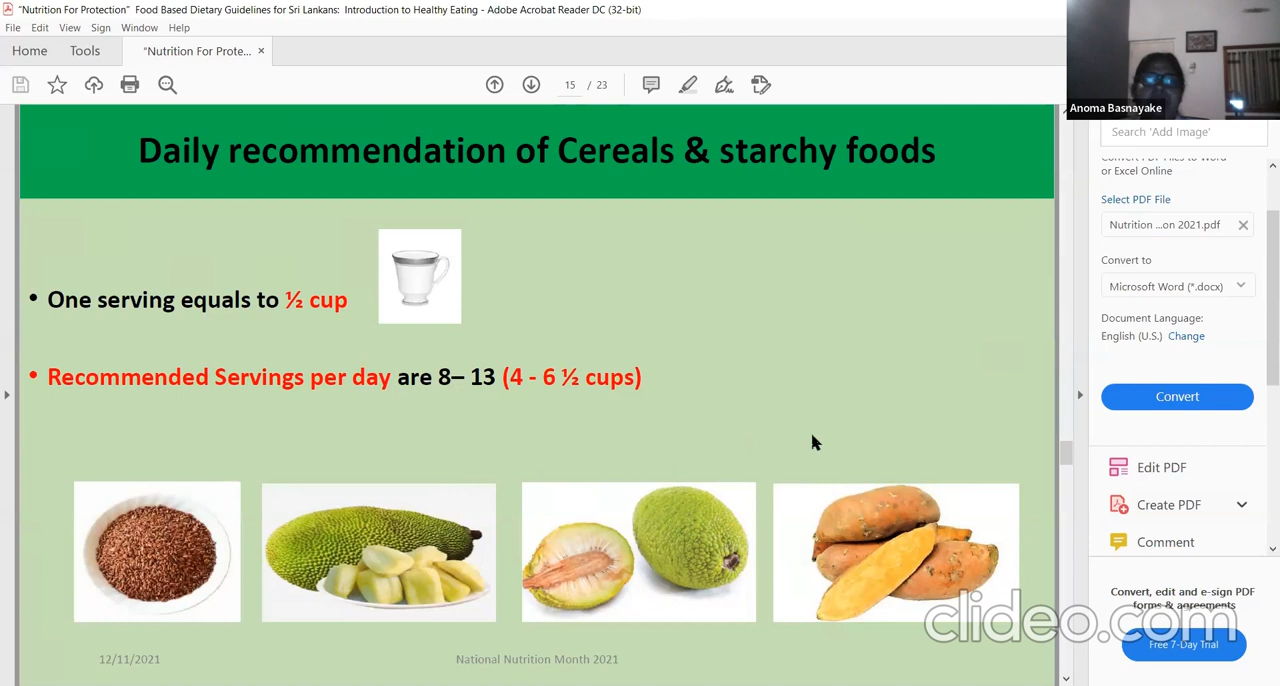 "Nutrition For Protection"  Food Based Dietary Guidelines for Sri Lankans:  Introduction to Healthy Eating - Adobe Acrobat Reader DC (32-bit)
File Edit View Sign Window Help
Home Tools "Nutrition For Prote... ×
15 / 23
Anoma Basnayake
Daily recommendation of Cereals & starchy foods
• One serving equals to ½ cup
• Recommended Servings per day are 8– 13 (4 - 6 ½ cups)
12/11/2021 National Nutrition Month 2021
Search 'Add Image'
Convert PDF Files to Word
or Excel Online
Select PDF File
Nutrition ...on 2021.pdf
Convert to
Microsoft Word (*.docx)
Document Language:
English (U.S.) Change
Convert
Edit PDF
Create PDF
Comment
Convert, edit and e-sign PDF
forms & agreements
Free 7-Day Trial
clideo.com